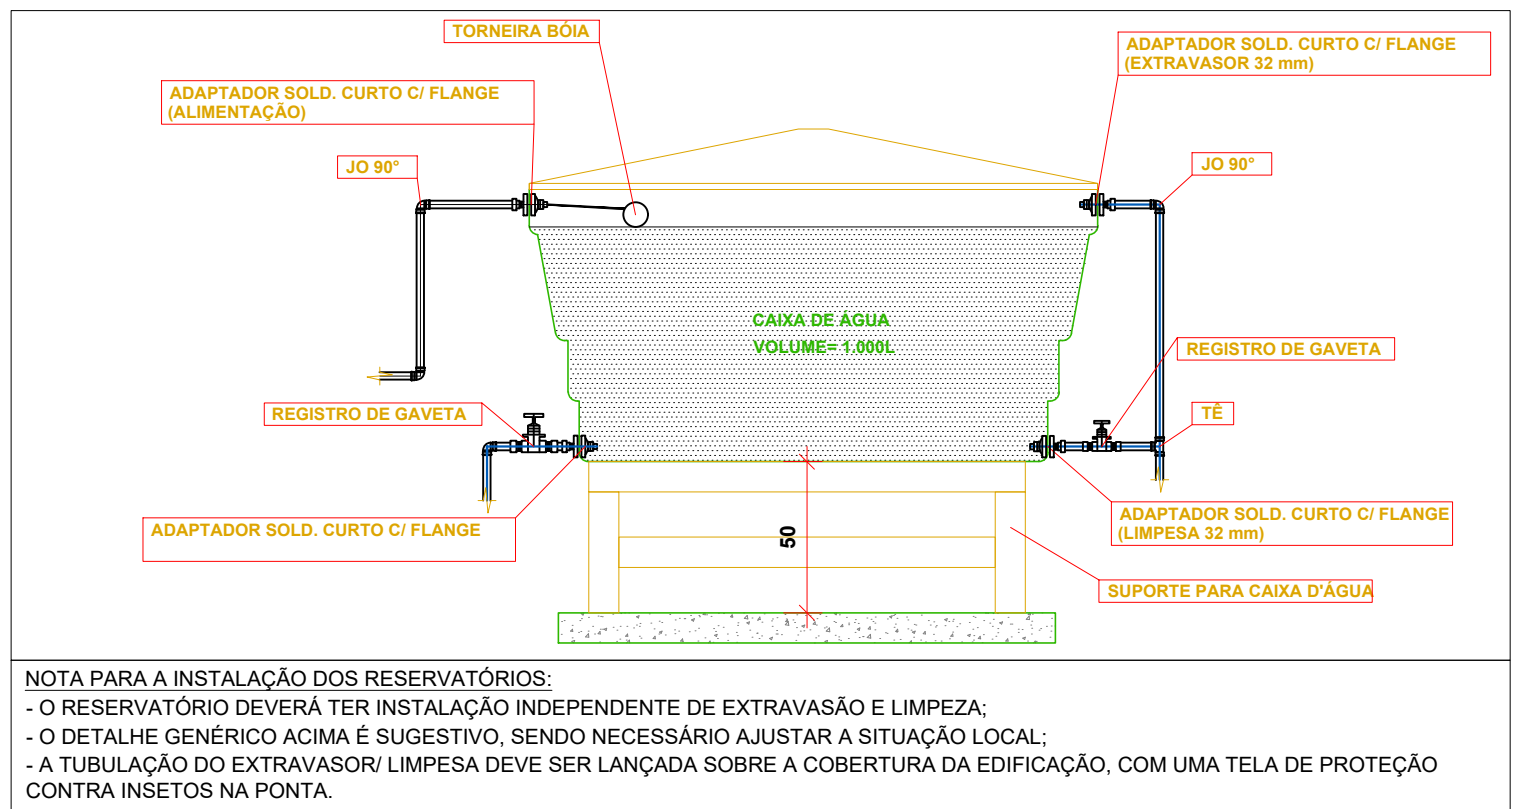 TORNEIRA BÓIA
ADAPTADOR SOLD. CURTO C/ FLANGE
(EXTRAVASOR 32 mm)
ADAPTADOR SOLD. CURTO C/ FLANGE
(ALIMENTAÇÃO)
JO 90°
JO 90°
CAIXA DE ÁGUA
VOLUME= 1.000L
REGISTRO DE GAVETA
REGISTRO DE GAVETA
TÊ
ADAPTADOR SOLD. CURTO C/ FLANGE
ADAPTADOR SOLD. CURTO C/ FLANGE
(LIMPESA 32 mm)
50
SUPORTE PARA CAIXA D'ÁGUA
NOTA PARA A INSTALAÇÃO DOS RESERVATÓRIOS:
- O RESERVATÓRIO DEVERÁ TER INSTALAÇÃO INDEPENDENTE DE EXTRAVASÃO E LIMPEZA;
- O DETALHE GENÉRICO ACIMA É SUGESTIVO, SENDO NECESSÁRIO AJUSTAR A SITUAÇÃO LOCAL;
- A TUBULAÇÃO DO EXTRAVASOR/ LIMPESA DEVE SER LANÇADA SOBRE A COBERTURA DA EDIFICAÇÃO, COM UMA TELA DE PROTEÇÃO
CONTRA INSETOS NA PONTA.